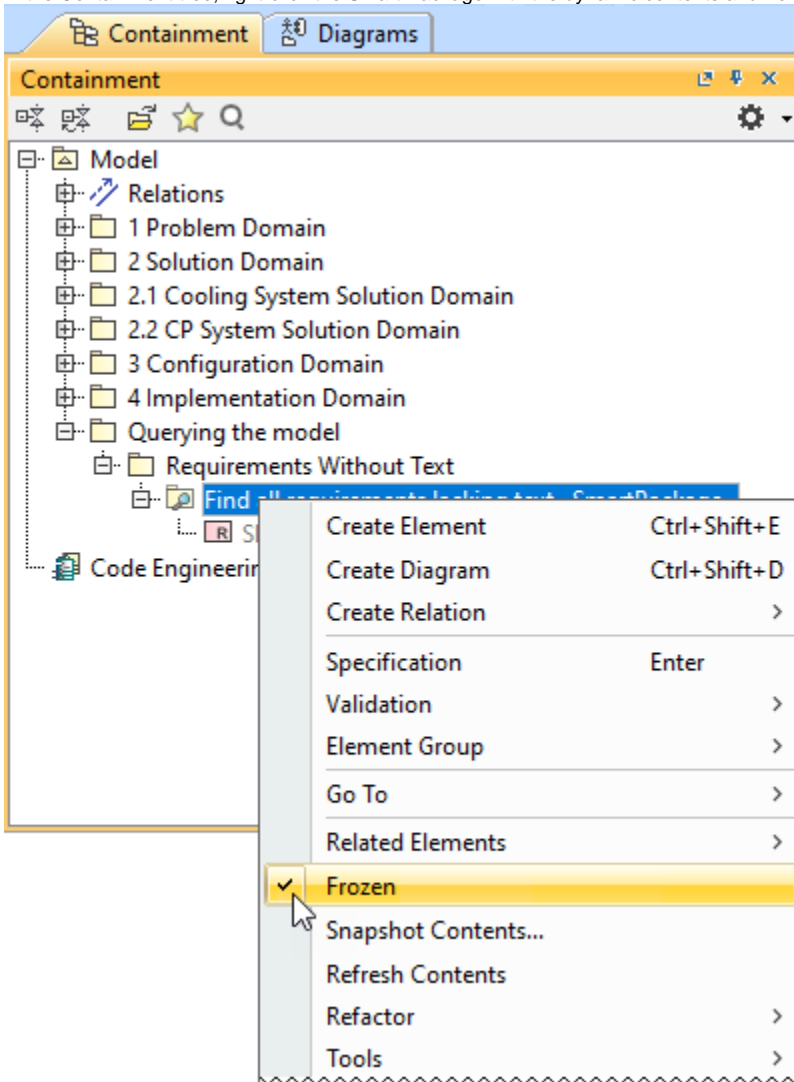 Containment Diagrams
Containment
Model
Relations
1 Problem Domain
2 Solution Domain
2.1 Cooling System Solution Domain
2.2 CP System Solution Domain
3 Configuration Domain
4 Implementation Domain
Querying the model
Requirements Without Text
Find
R
Code Engineerin
Create Element Ctrl+Shift+E
Create Diagram Ctrl+Shift+D
Create Relation
Specification Enter
Validation
Element Group
Go To
Related Elements
Frozen
Snapshot Contents...
Refresh Contents
Refactor
Tools